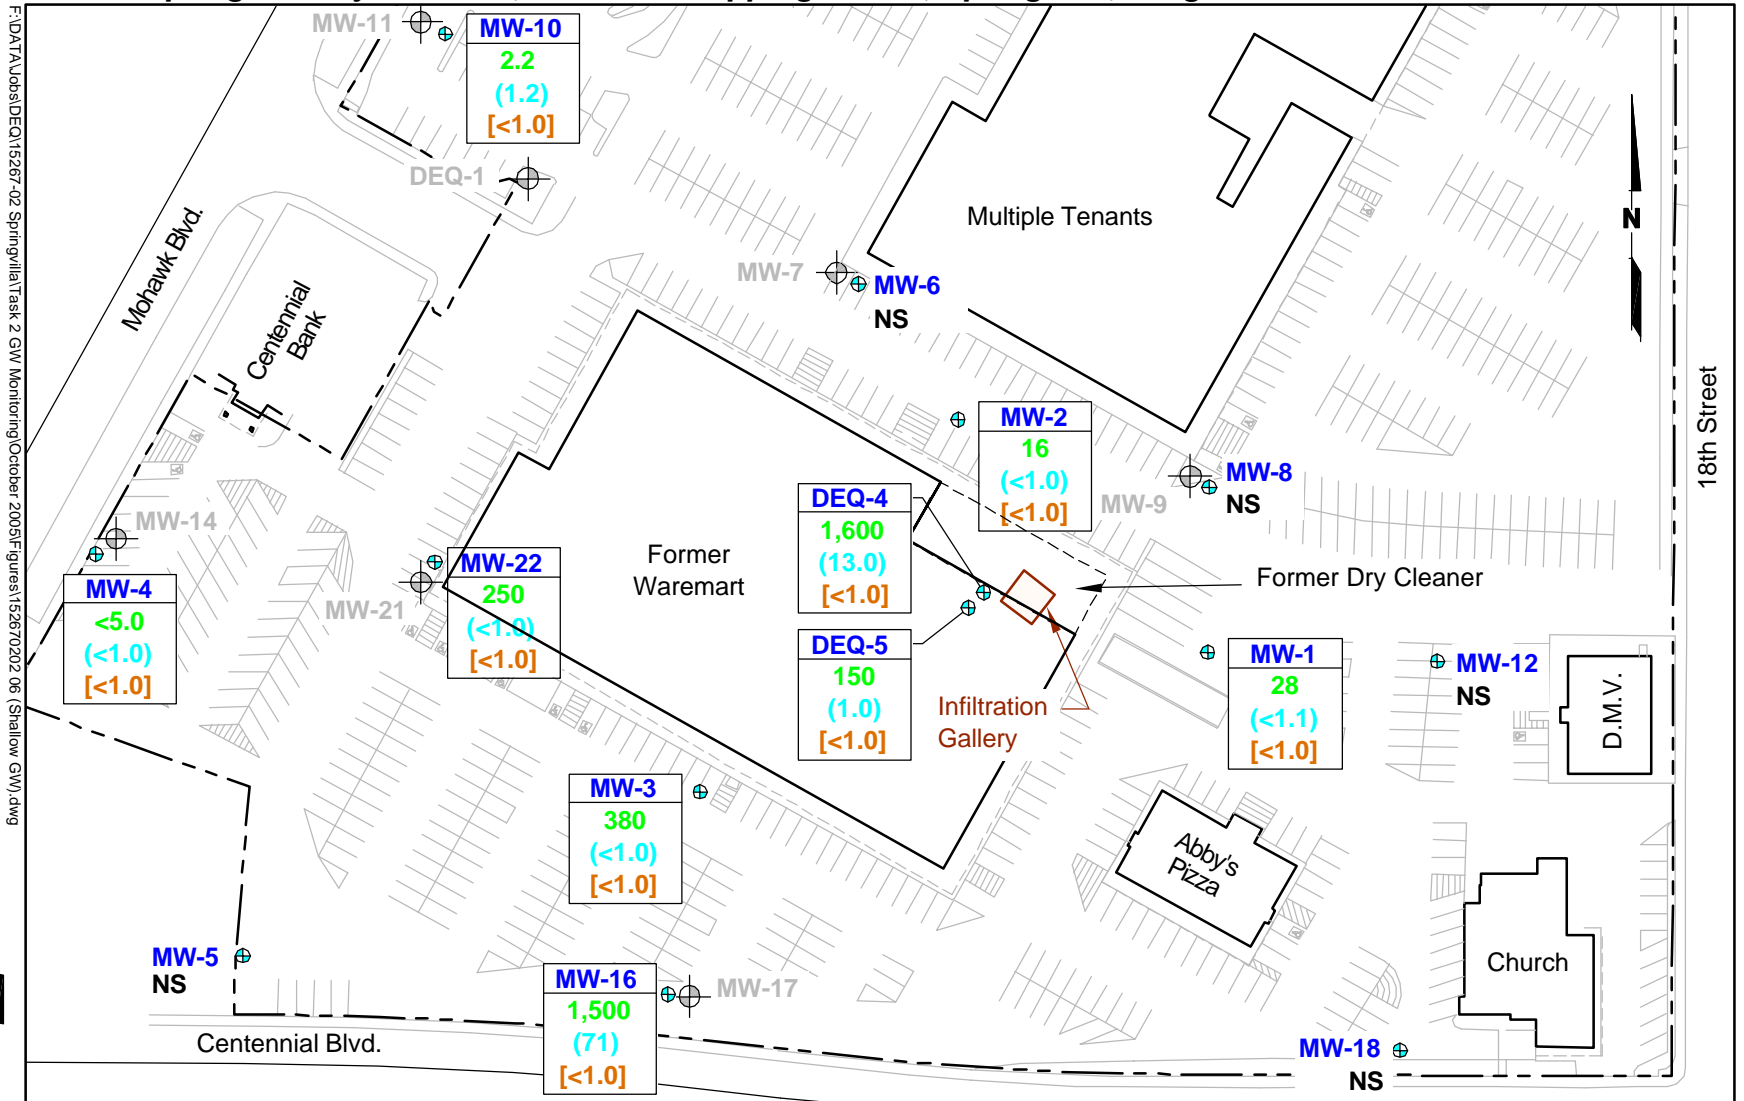 F:\DATA\Jobs\DEQ\15267-02 Springvilla\Task 2 GW Monitoring\October 2005\Figures\152670202 06 (Shallow GW).dwg
MW-11
MW-10
2.2
(1.2)
[<1.0]
DEQ-1
Mohawk Blvd.
Centennial
Bank
Multiple Tenants
N
MW-7
MW-6
NS
18th Street
MW-2
16
(<1.0)
[<1.0]
MW-8
NS
MW-9
DEQ-4
1,600
(13.0)
[<1.0]
MW-14
MW-4
<5.0
(<1.0)
[<1.0]
MW-22
250
(<1.0)
[<1.0]
MW-21
Former
Waremart
Former Dry Cleaner
DEQ-5
150
(1.0)
[<1.0]
Infiltration
Gallery
MW-1
28
(<1.1)
[<1.0]
MW-12
NS
D.M.V.
MW-3
380
(<1.0)
[<1.0]
Abby's
Pizza
Church
MW-5
NS
MW-16
1,500
(71)
[<1.0]
MW-17
Centennial Blvd.
MW-18
NS